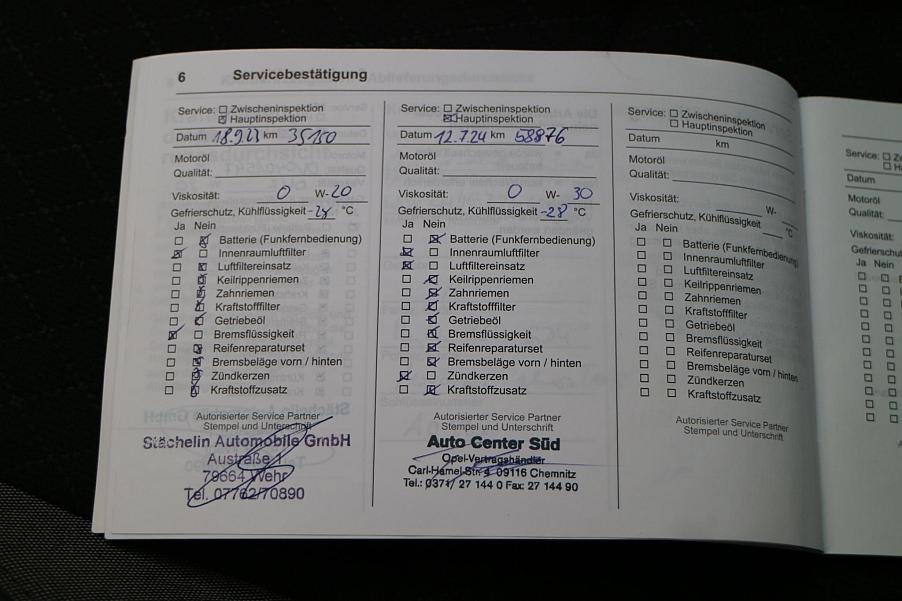 6 Servicebestätigung
Service: Zwischeninspektion
Hauptinspektion
Datum 18.9.23 km 35150
Motoröl
Qualität:
Viskosität: 0 W- 20
Gefrierschutz, Kühlflüssigkeit °C
Ja Nein
Batterie (Funkfernbedienung)
Innenraumluftfilter
Luftfiltereinsatz
Keilrippenriemen
Zahnriemen
Kraftstofffilter
Getriebeöl
Bremsflüssigkeit
Reifenreparaturset
Bremsbeläge vorn / hinten
Zündkerzen
Kraftstoffzusatz
Autorisierter Service Partner
Stempel und Unterschrift
Stächelin Automobile GmbH
Austraße 1
79664 Wehr
Tel. 07762/70890
Service: Zwischeninspektion
Hauptinspektion
Datum 12.7.24 km 58876
Motoröl
Qualität:
Viskosität: 0 W- 30
Gefrierschutz, Kühlflüssigkeit -28 °C
Ja Nein
Batterie (Funkfernbedienung)
Innenraumluftfilter
Luftfiltereinsatz
Keilrippenriemen
Zahnriemen
Kraftstofffilter
Getriebeöl
Bremsflüssigkeit
Reifenreparaturset
Bremsbeläge vorn / hinten
Zündkerzen
Kraftstoffzusatz
Autorisierter Service Partner
Stempel und Unterschrift
Auto Center Süd
Opel-Vertragshändler
Carl-Hamel-Str. 4 09116 Chemnitz
Tel.: 0371/ 27 144 0 Fax: 27 144 90
Service: Zwischeninspektion
Hauptinspektion
Datum km
Motoröl
Qualität:
Viskosität: W-
Gefrierschutz, Kühlflüssigkeit °C
Ja Nein
Batterie (Funkfernbedienung)
Innenraumluftfilter
Luftfiltereinsatz
Keilrippenriemen
Zahnriemen
Kraftstofffilter
Getriebeöl
Bremsflüssigkeit
Reifenreparaturset
Bremsbeläge vorn / hinten
Zündkerzen
Kraftstoffzusatz
Autorisierter Service Partner
Stempel und Unterschrift
Service:
Datum
Motoröl
Qualität:
Viskosität:
Gefrierschutz
Ja Nein